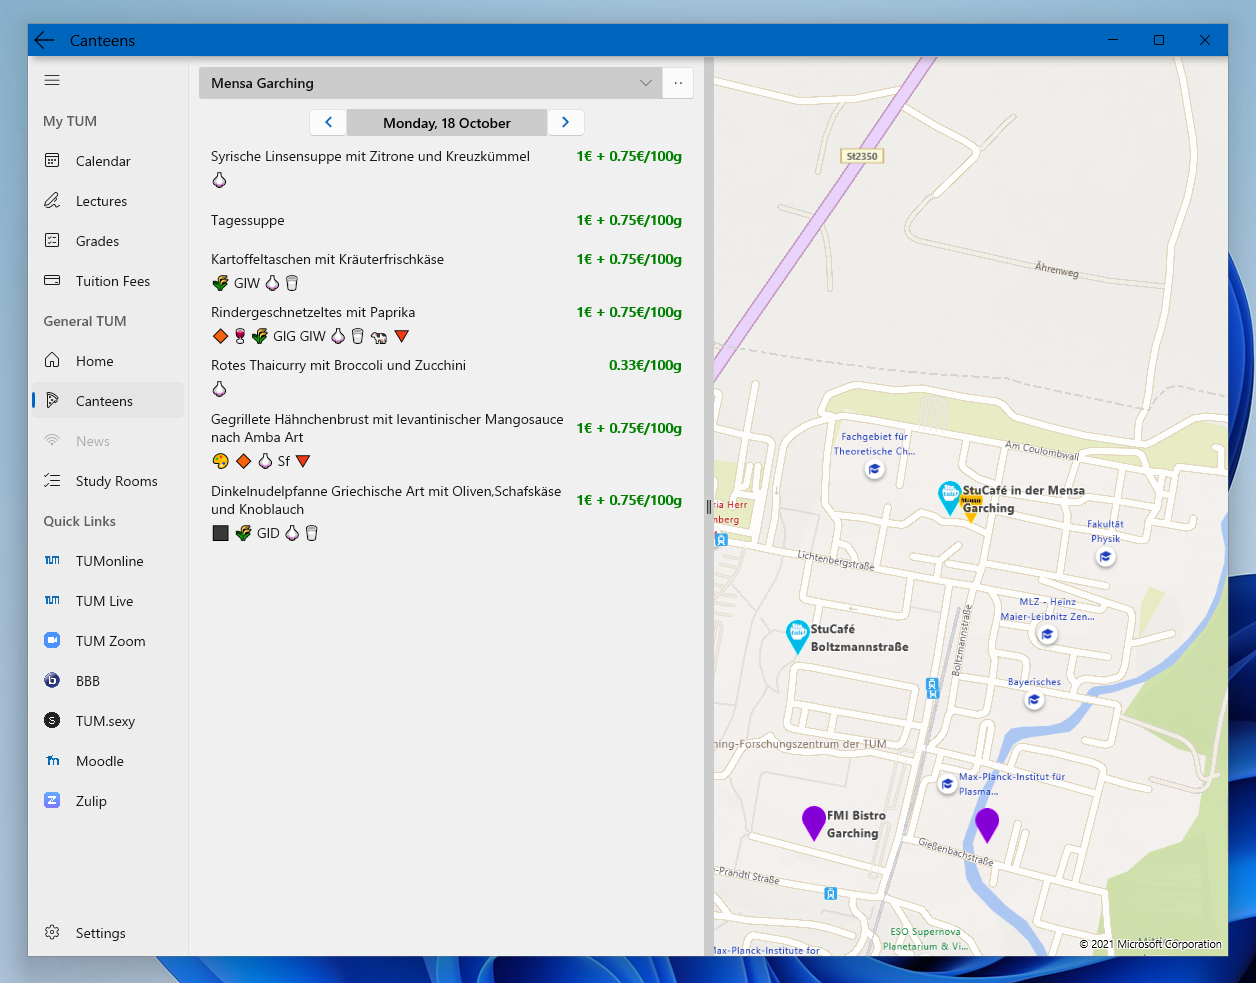 Canteens
Mensa Garching
My TUM
Monday, 18 October
Calendar
Lectures
Grades
Tuition Fees
General TUM
Home
Canteens
News
Study Rooms
Quick Links
TUMonline
TUM Live
TUM Zoom
BBB
TUM.sexy
Moodle
Zulip
Settings
Syrische Linsensuppe mit Zitrone und Kreuzkümmel 1€ + 0.75€/100g
Tagessuppe 1€ + 0.75€/100g
Kartoffeltaschen mit Kräuterfrischkäse 1€ + 0.75€/100g
GIW
Rindergeschnetzeltes mit Paprika 1€ + 0.75€/100g
GIG GIW
Rotes Thaicurry mit Broccoli und Zucchini 0.33€/100g
Gegrillete Hähnchenbrust mit levantinischer Mangosauce
nach Amba Art 1€ + 0.75€/100g
Sf
Dinkelnudelpfanne Griechische Art mit Oliven,Schafskäse
und Knoblauch 1€ + 0.75€/100g
GID
St2350
Ährenweg
Am Coulombwall
Fachgebiet für
Theoretische Ch...
StuCafé in der Mensa
Garching
Mensa
ria Herr
nberg
Fakultät
Physik
Lichtenbergstraße
MLZ - Heinz
Maier-Leibnitz Zen...
StuCafé
Boltzmannstraße
Boltzmannstraße
Bayerisches
hing-Forschungszentrum der TUM
Max-Planck-Institut für
Plasma...
FMI Bistro
Garching
Gießenbachstraße
-Prandtl Straße
ESO Supernova
Planetarium & Vi...
Max-Planck-Institute for
© 2021 Microsoft Corporation